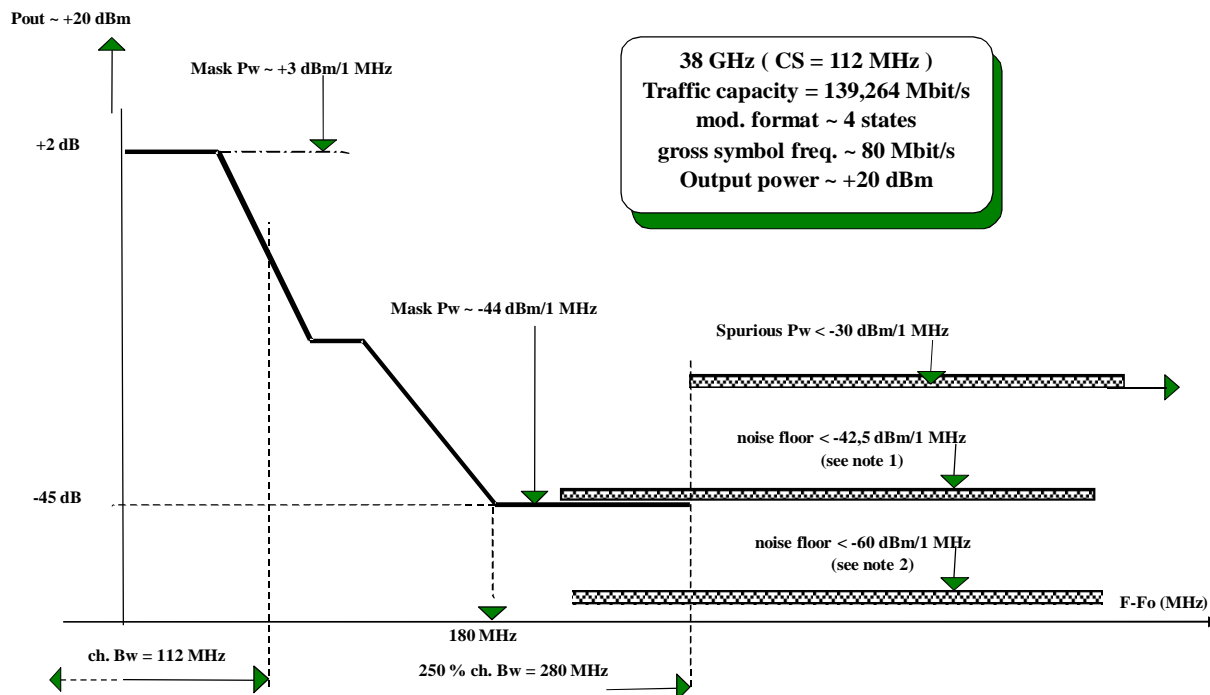 Pout ~ +20 dBm
Mask Pw ~ +3 dBm/1 MHz
38 GHz ( CS = 112 MHz )
Traffic capacity = 139,264 Mbit/s
mod. format ~ 4 states
gross symbol freq. ~ 80 Mbit/s
Output power ~ +20 dBm
+2 dB
Mask Pw ~ -44 dBm/1 MHz
Spurious Pw < -30 dBm/1 MHz
noise floor < -42,5 dBm/1 MHz
(see note 1)
-45 dB
noise floor < -60 dBm/1 MHz
(see note 2)
F-Fo (MHz)
180 MHz
ch. Bw = 112 MHz
250 % ch. Bw = 280 MHz